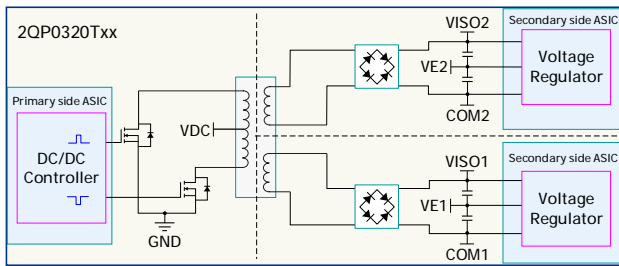 2QP0320Txx
Primary side ASIC
DC/DC
Controller
VDC
GND
VISO2
VE2
COM2
Secondary side ASIC
Voltage
Regulator
VISO1
VE1
COM1
Secondary side ASIC
Voltage
Regulator